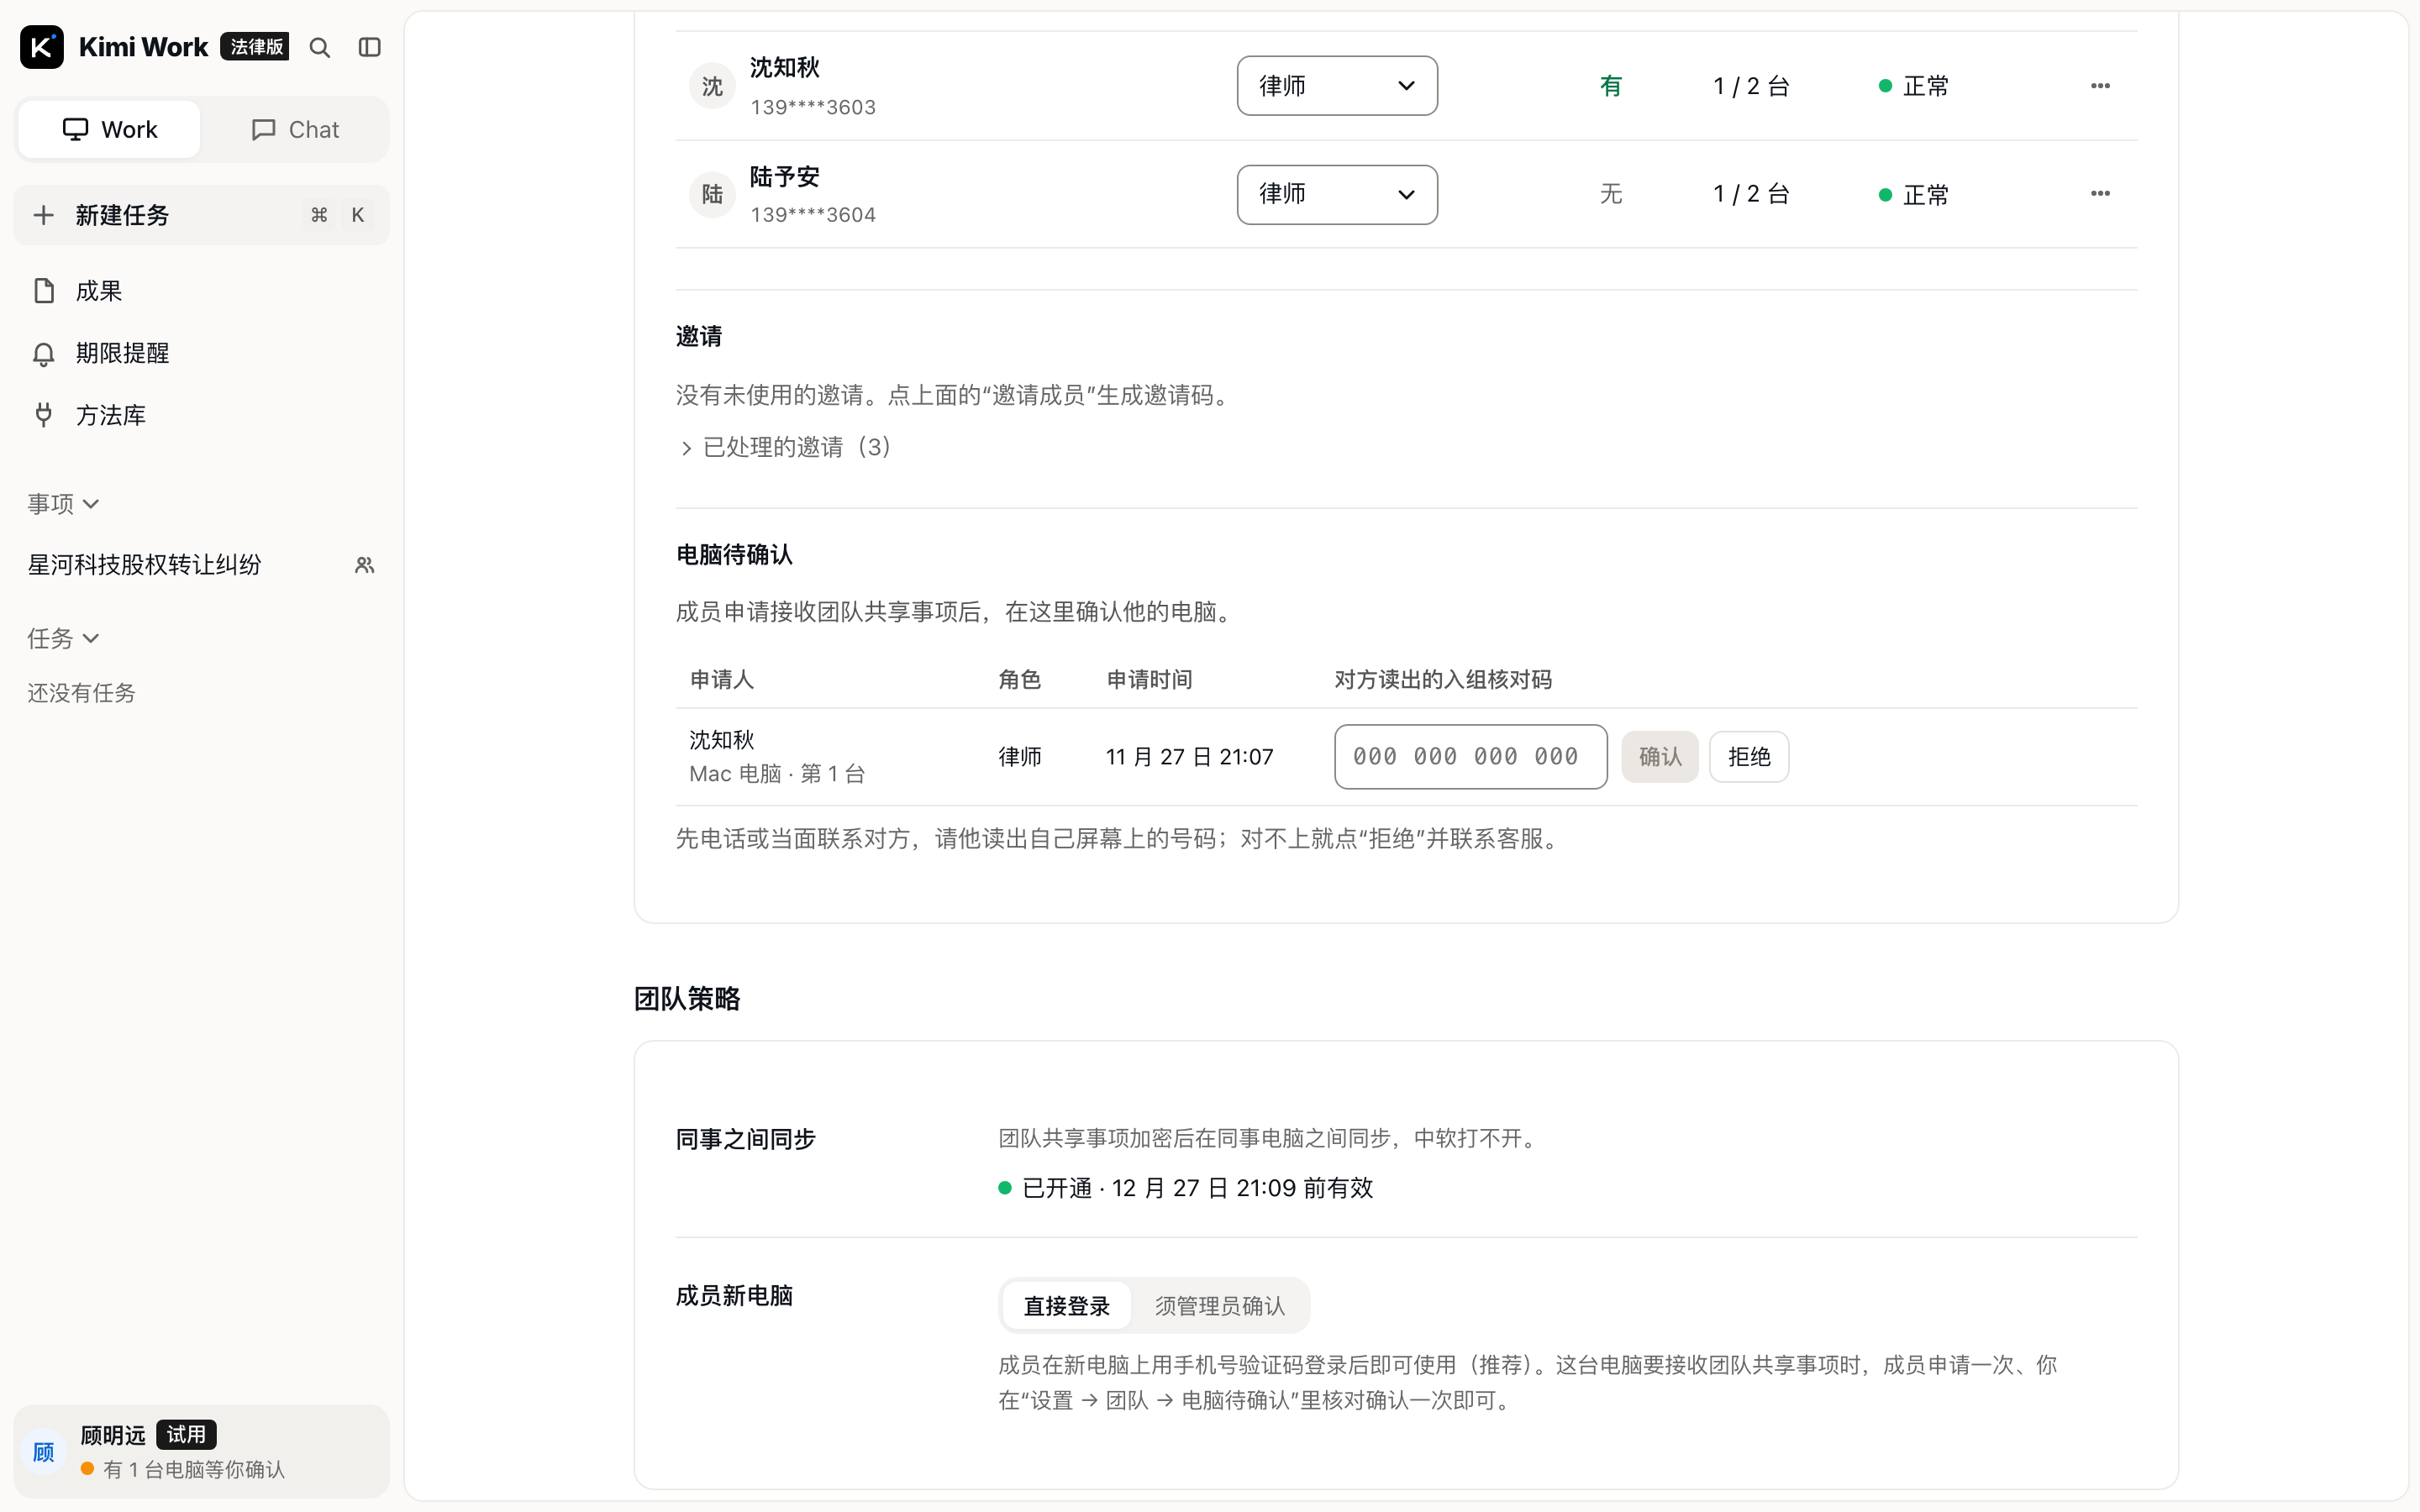 Kimi Work 法律版
Work
Chat
新建任务 ⌘ K
成果
期限提醒
方法库
事项
星河科技股权转让纠纷
任务
还没有任务
顾 顾明远 试用
有 1 台电脑等你确认
沈 沈知秋
139****3603
律师
有
1 / 2 台
正常
陆 陆予安
139****3604
律师
无
1 / 2 台
正常
邀请
没有未使用的邀请。点上面的“邀请成员”生成邀请码。
已处理的邀请（3）
电脑待确认
成员申请接收团队共享事项后，在这里确认他的电脑。
申请人 角色 申请时间 对方读出的入组核对码
沈知秋
Mac 电脑 · 第 1 台
律师
11 月 27 日 21:07
000 000 000 000
确认
拒绝
先电话或当面联系对方，请他读出自己屏幕上的号码；对不上就点“拒绝”并联系客服。
团队策略
同事之间同步
团队共享事项加密后在同事电脑之间同步，中软打不开。
已开通 · 12 月 27 日 21:09 前有效
成员新电脑
直接登录
须管理员确认
成员在新电脑上用手机号验证码登录后即可使用（推荐）。这台电脑要接收团队共享事项时，成员申请一次、你
在“设置 → 团队 → 电脑待确认”里核对确认一次即可。